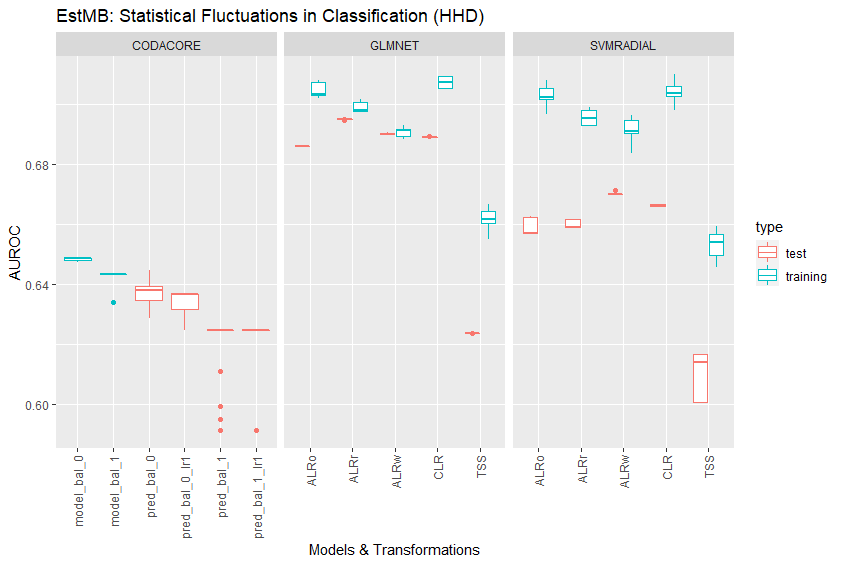 EstMB: Statistical Fluctuations in Classification (HHD)
CODACORE
GLMNET
SVMRADIAL
AUROC
0.68
0.64
0.60
model_bal_0
model_bal_1
pred_bal_0
pred_bal_0_lr1
pred_bal_1
pred_bal_1_lr1
ALRo
ALRr
ALRw
CLR
TSS
ALRo
ALRr
ALRw
CLR
TSS
Models & Transformations
type
test
training